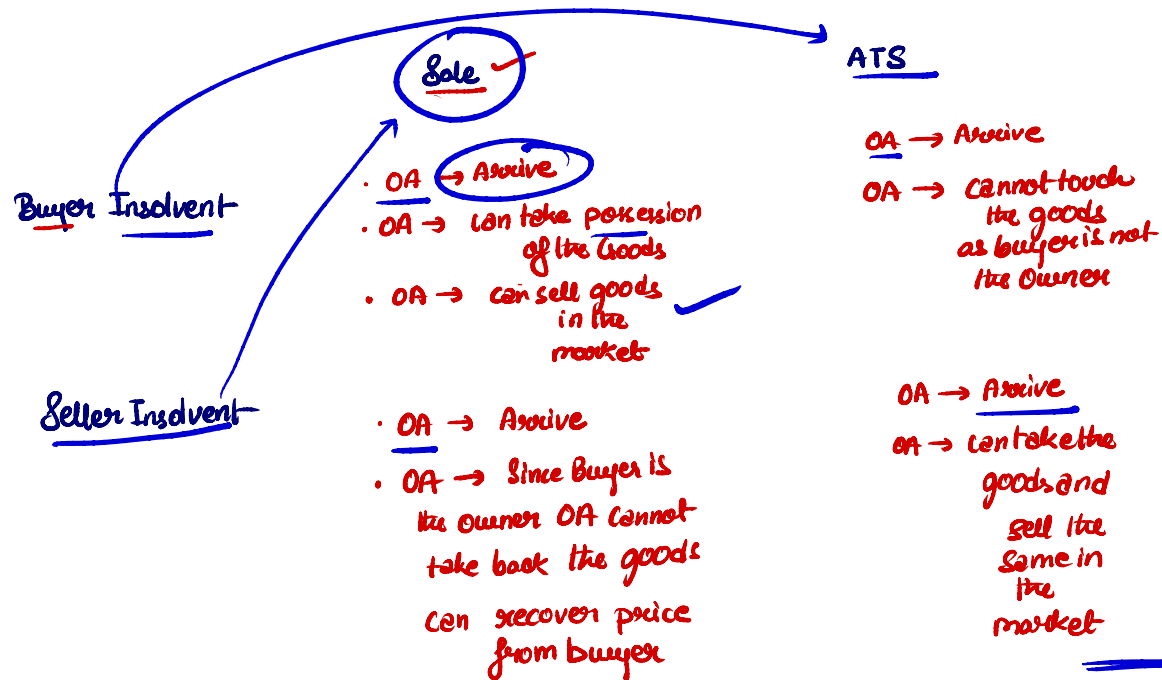 Sale
ATS
Buyer Insolvent
• OA → Arrive
• OA → can take possession
of the Goods
• OA → can sell goods
in the
market
OA → Arrive
OA → cannot touch
the goods
as buyer is not
the owner
Seller Insolvent
• OA → Arrive
• OA → Since Buyer is
the owner OA cannot
take back the goods
can recover price
from buyer
OA → Arrive
OA → can take the
goods and
sell the
same in
the
market